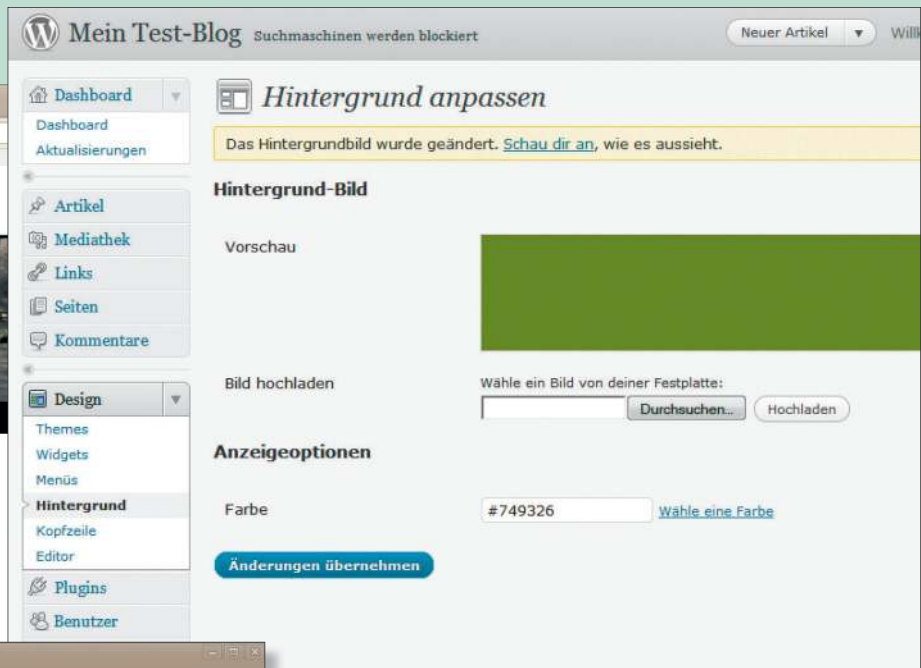 Mein Test-Blog Suchmaschinen werden blockiert
Neuer Artikel
Dashboard
Dashboard
Aktualisierungen
Artikel
Mediathek
Links
Seiten
Kommentare
Design
Themes
Widgets
Menüs
Hintergrund
Kopfzeile
Editor
Plugins
Benutzer
Hintergrund anpassen
Das Hintergrundbild wurde geändert. Schau dir an, wie es aussieht.
Hintergrund-Bild
Vorschau
Bild hochladen
Wähle ein Bild von deiner Festplatte:
Durchsuchen... Hochladen
Anzeigeoptionen
Farbe #749326 Wähle eine Farbe
Änderungen übernehmen